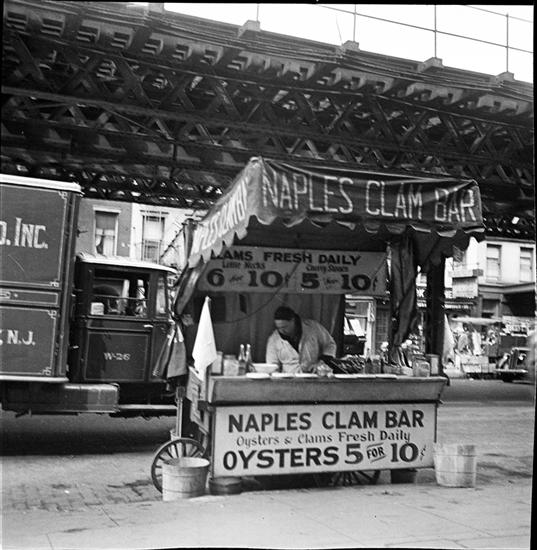 NAPLES CLAM BAR
CLAMS FRESH DAILY
Little Necks
Cherry Stones
6 FOR 10¢
5 FOR 10¢
O. INC.
N.J.
W-26
NAPLES CLAM BAR
Oysters & Clams Fresh Daily
OYSTERS 5 FOR 10¢